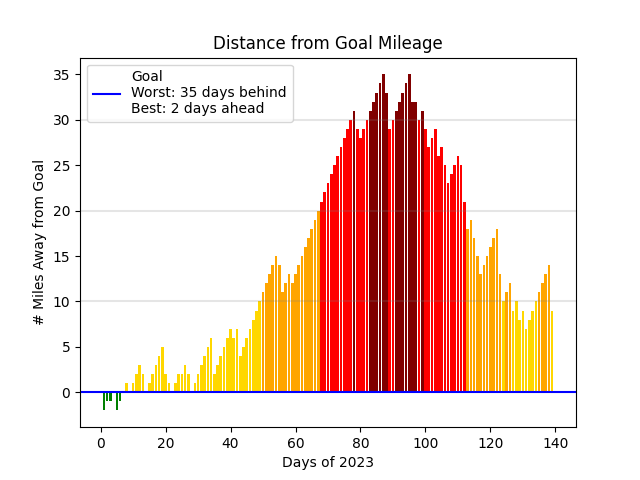 Distance from Goal Mileage
Goal
Worst: 35 days behind
Best: 2 days ahead
# Miles Away from Goal
35
30
25
20
15
10
5
0
0 20 40 60 80 100 120 140
Days of 2023